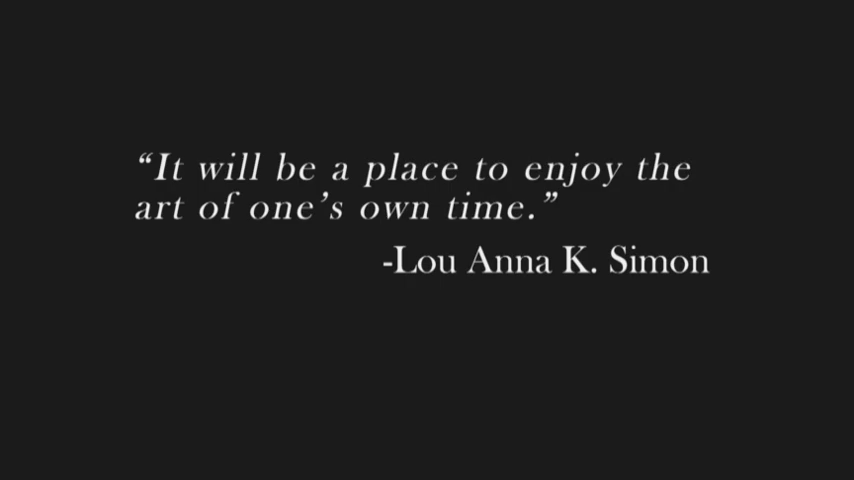 “It will be a place to enjoy the
art of one’s own time.”
-Lou Anna K. Simon